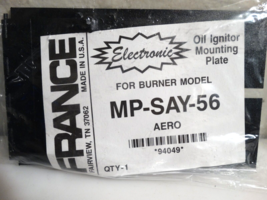 FRANCE
FAIRVIEW, TN 37062
MADE IN U.S.A.
Electronic
Oil Ignitor
Mounting
Plate
FOR BURNER MODEL
MP-SAY-56
AERO
*94049*
QTY-1